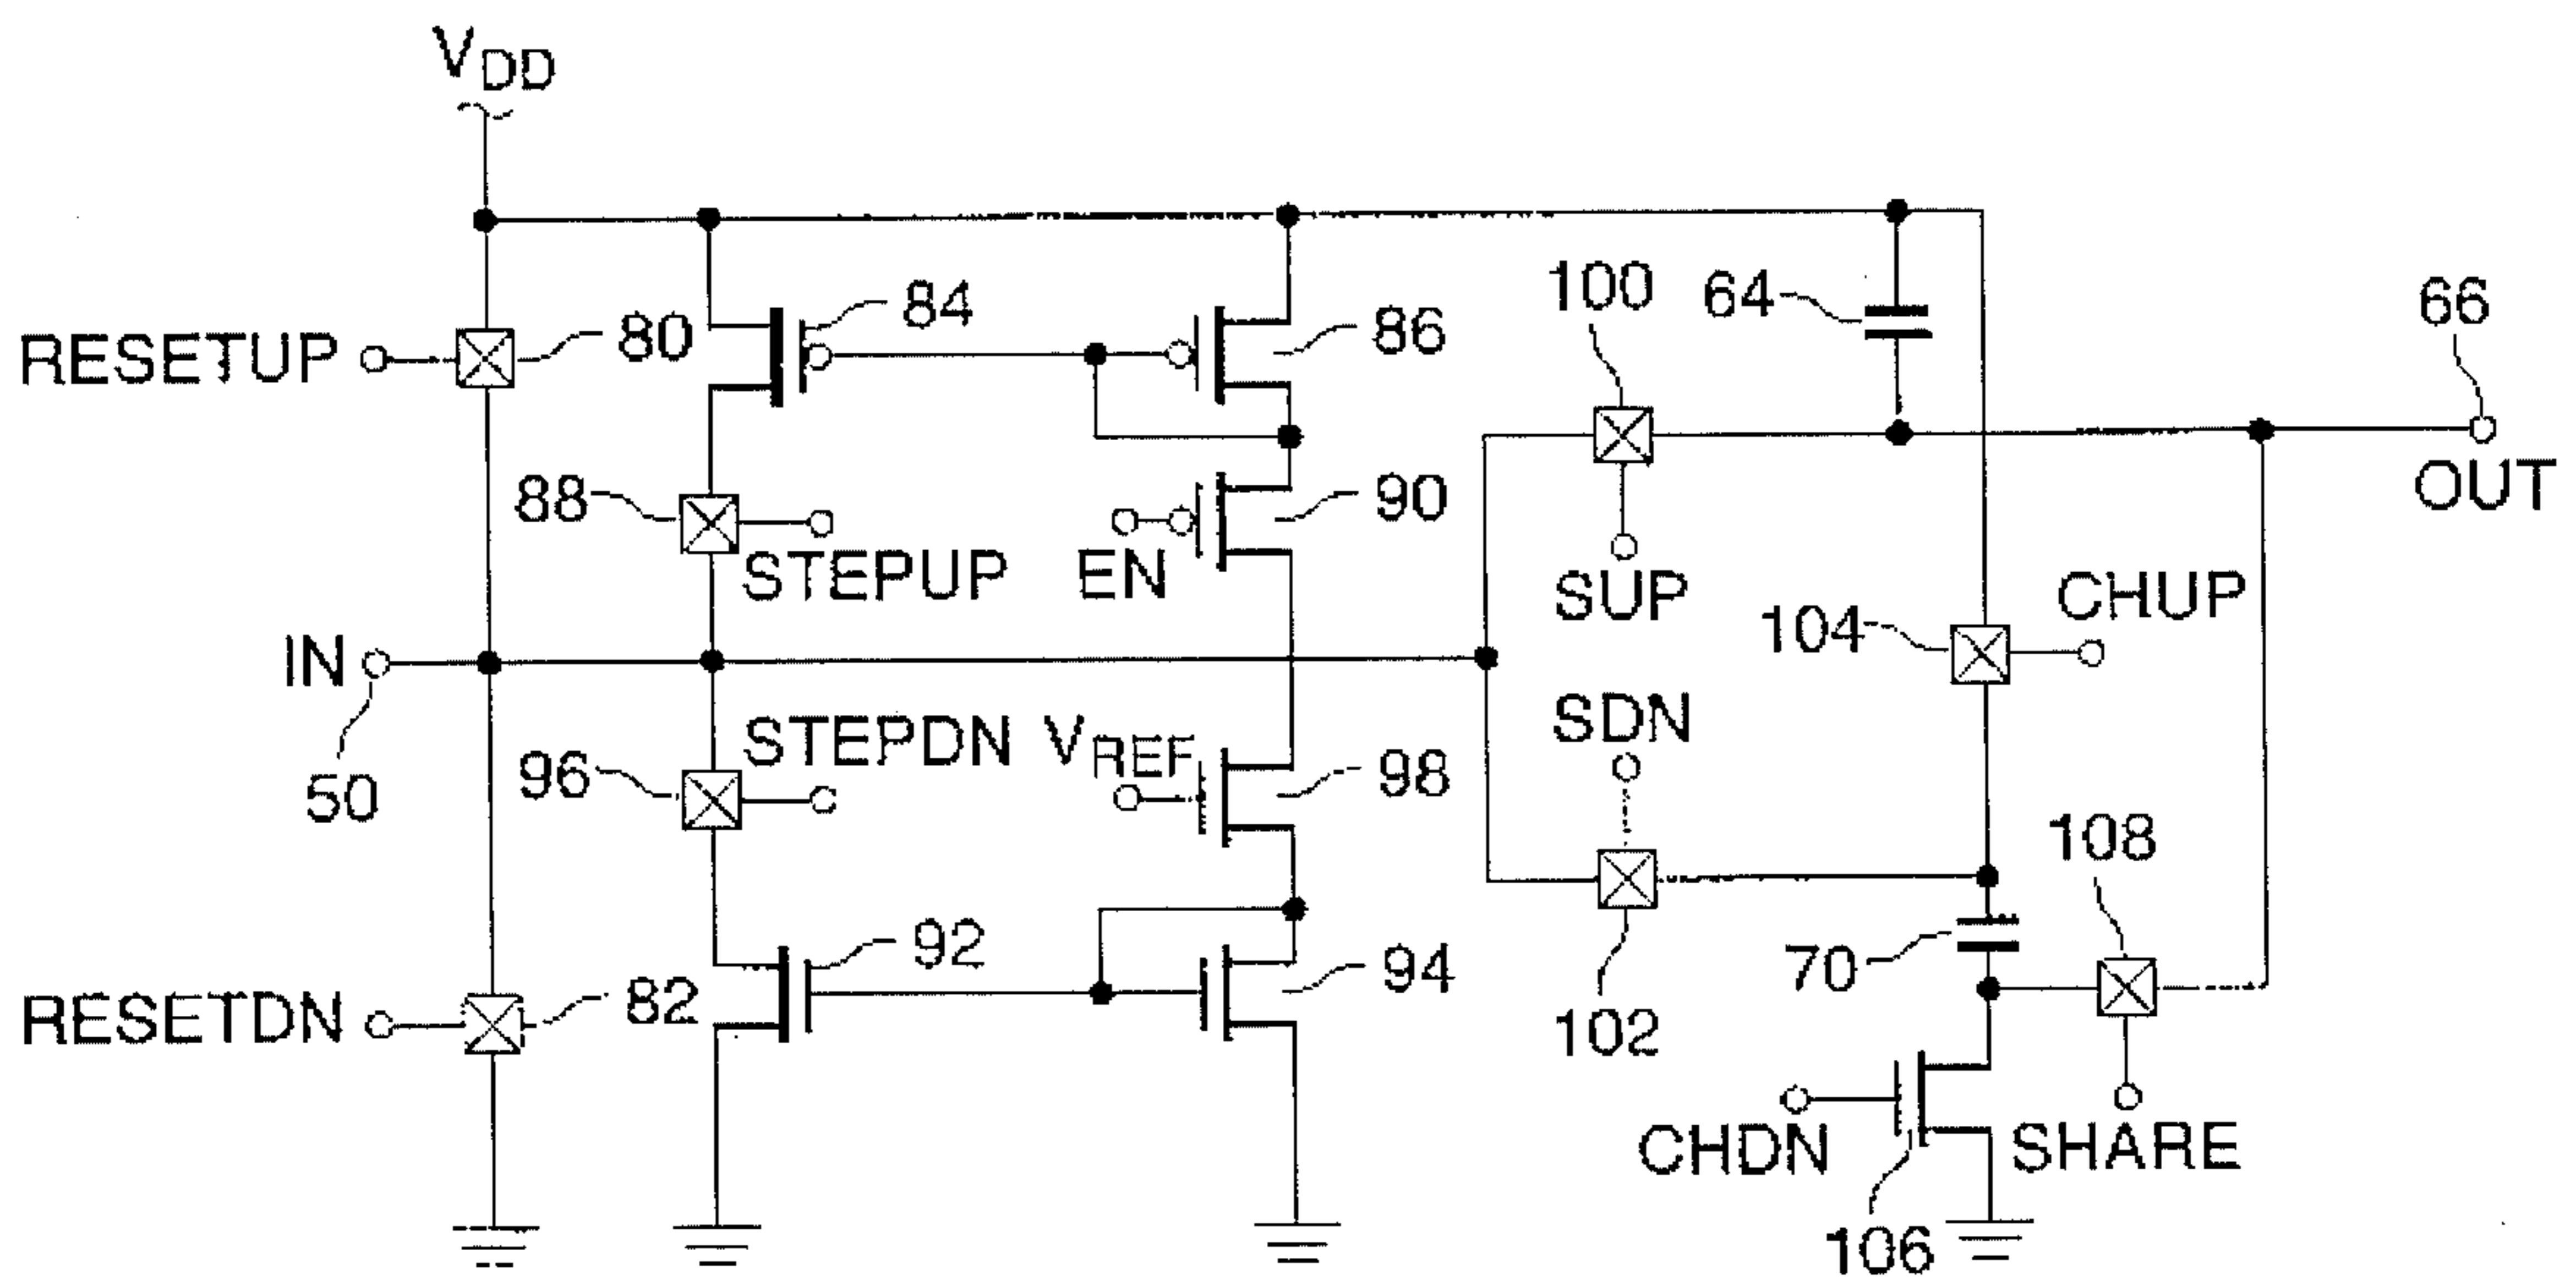 VDD
RESETUP
80
84
86
100
64
66
OUT
88
STEPUP
EN
90
SUP
104
CHUP
IN
50
96
STEPDN
VREF
98
SDN
102
108
70
92
94
RESETDN
82
CHDN
106
SHARE